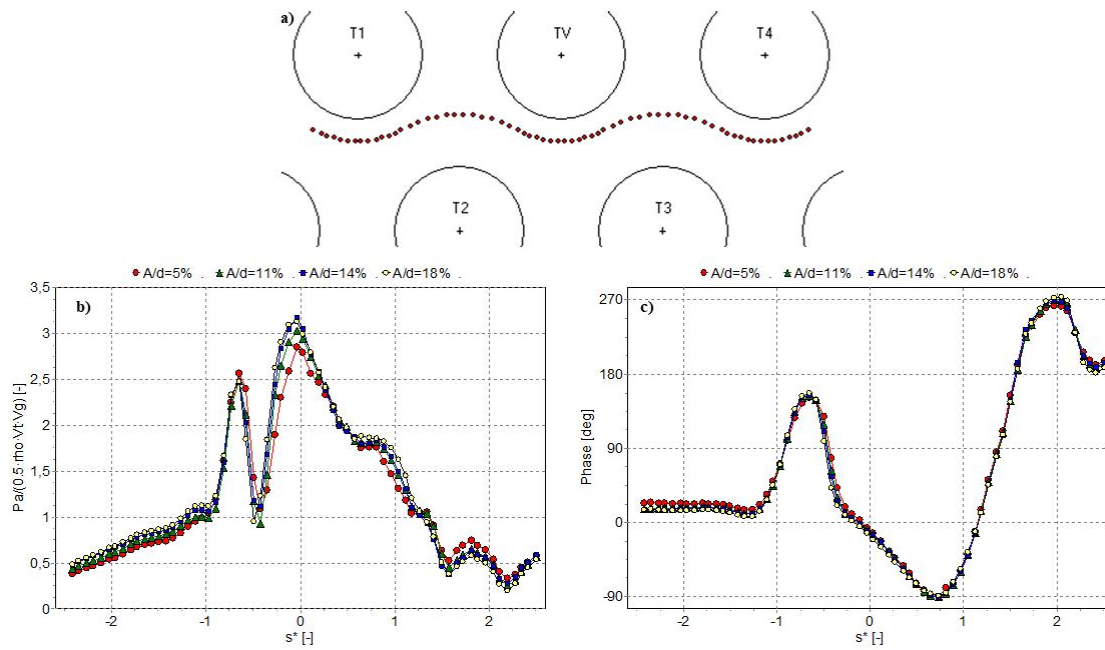 a)
T1 TV T4
T2 T3
A/d=5% A/d=11% A/d=14% A/d=18%
b)
3,5
3
2,5
2
1,5
1
0,5
0
Pa/(0.5·rho·Vt·Vg) [-]
-2 -1 0 1 2
s* [-]
A/d=5% A/d=11% A/d=14% A/d=18%
c)
270
180
90
0
-90
Phase [deg]
-2 -1 0 1 2
s* [-]